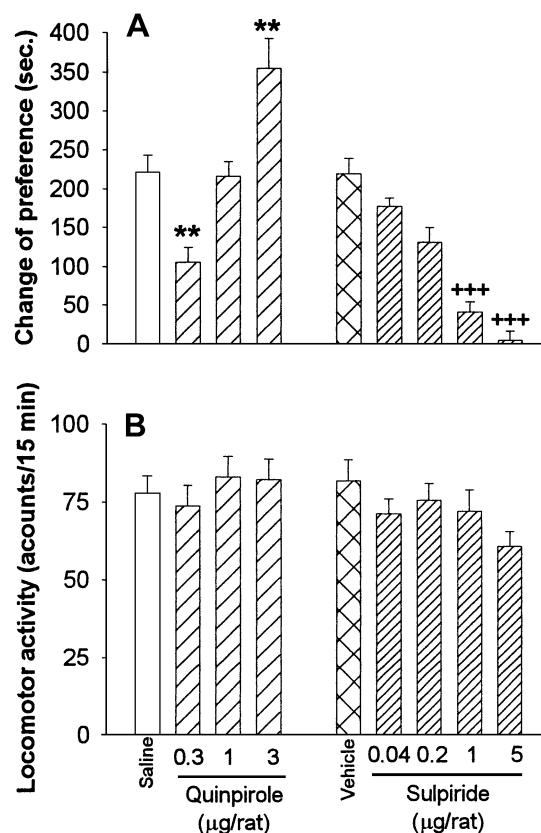 A
Change of preference (sec.)
400
350
300
250
200
150
100
50
0
**
**
+++
+++
B
Locomotor activity (acounts/15 min)
100
75
50
25
0
Saline
0.3 1 3
Quinpirole
(µg/rat)
Vehicle
0.04 0.2 1 5
Sulpiride
(µg/rat)